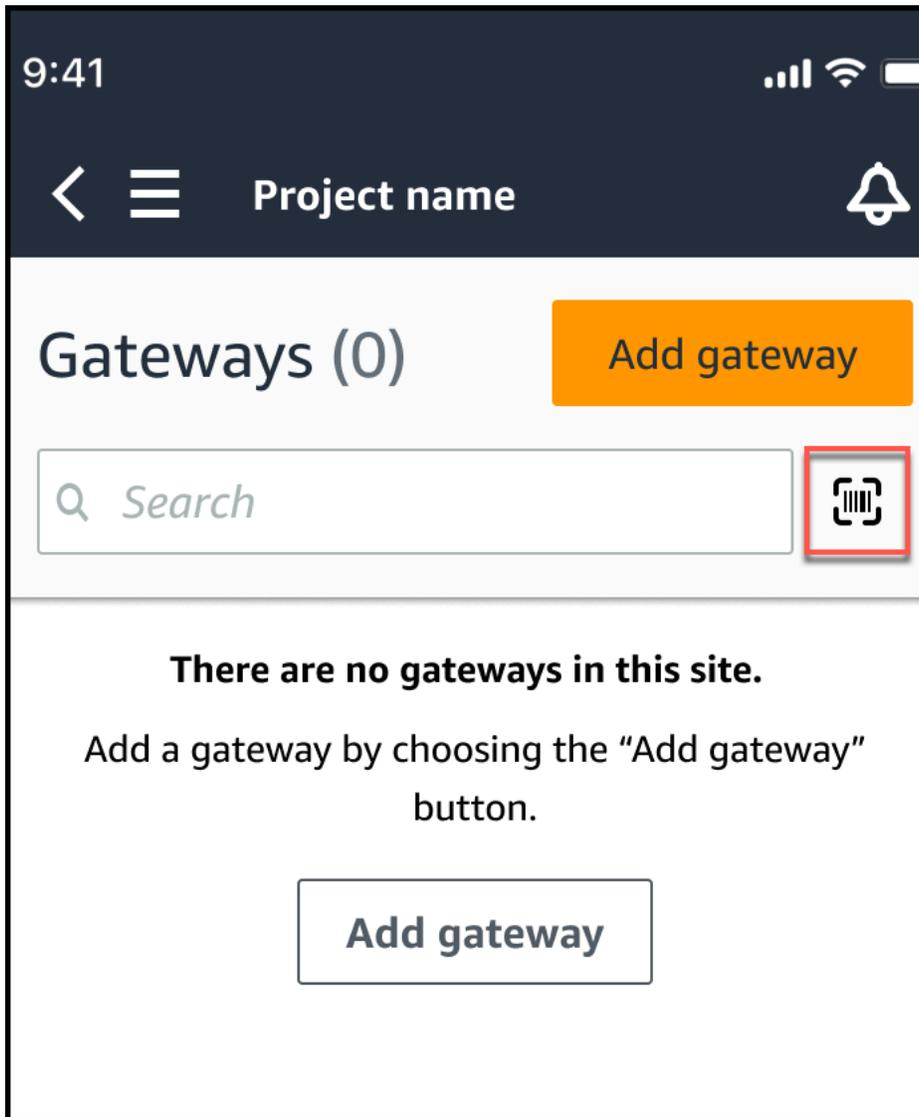 9:41
Project name
Gateways (0)
Add gateway
Search
There are no gateways in this site.
Add a gateway by choosing the “Add gateway”
button.
Add gateway